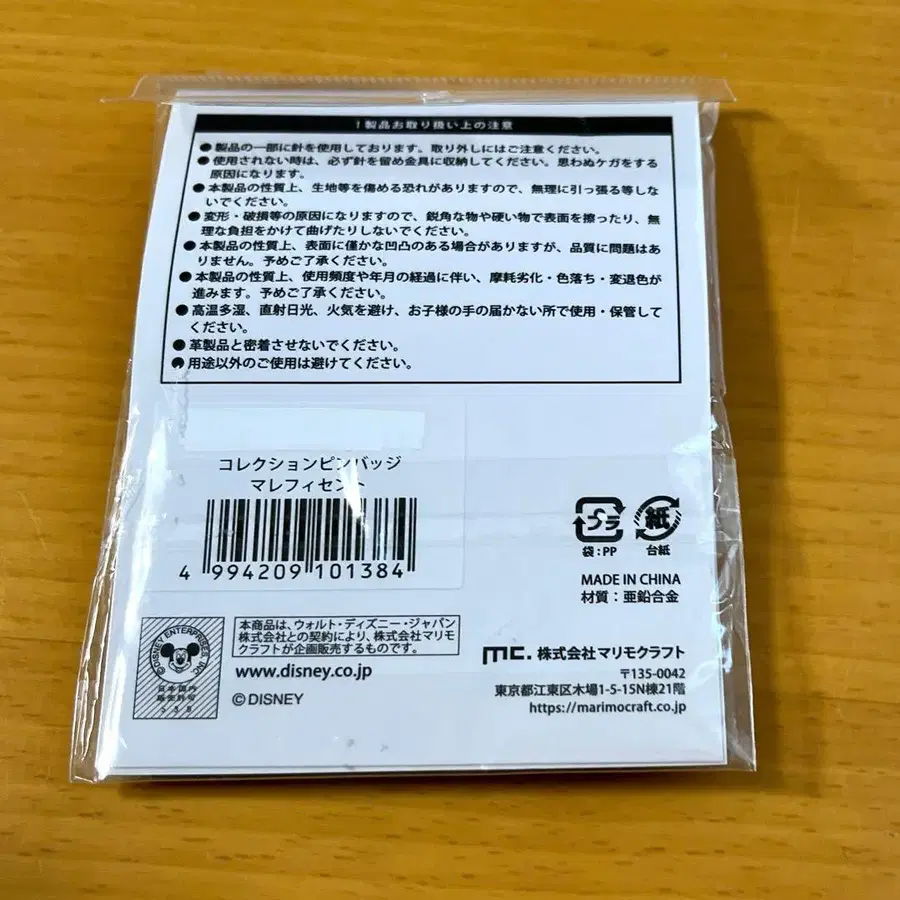 ！製品お取り扱い上の注意
●製品の一部に針を使用しております。取り外しにはご注意ください。
●使用されない時は、必ず針を留め金具に収納してください。思わぬケガをする
原因になります。
●本製品の性質上、生地等を傷める恐れがありますので、無理に引っ張る等しな
いでください。
●変形・破損等の原因になりますので、鋭角な物や硬い物で表面を擦ったり、無
理な負担をかけて曲げたりしないでください。
●本製品の性質上、表面に僅かな凹凸のある場合がありますが、品質に問題はあ
りません。予めご了承ください。
●本製品の性質上、使用頻度や年月の経過に伴い、摩耗劣化・色落ち・変退色が
進みます。予めご了承ください。
●高温多湿、直射日光、火気を避け、お子様の手の届かない所で使用・保管して
ください。
●革製品と密着させないでください。
●用途以外のご使用は避けてください。
コレクションピンバッジ
マレフィセント
4 994209 101384
プラ
袋：PP
紙
台紙
MADE IN CHINA
材質：亜鉛合金
©DISNEY ENTERPRISES, INC.
日本国内
販売許可
本商品は、ウォルト・ディズニー・ジャパン
株式会社との契約により、株式会社マリモ
クラフトが企画販売するものです。
www.disney.co.jp
©DISNEY
mc. 株式会社マリモクラフト
〒135-0042
東京都江東区木場1-5-15N棟21階
https://marimocraft.co.jp